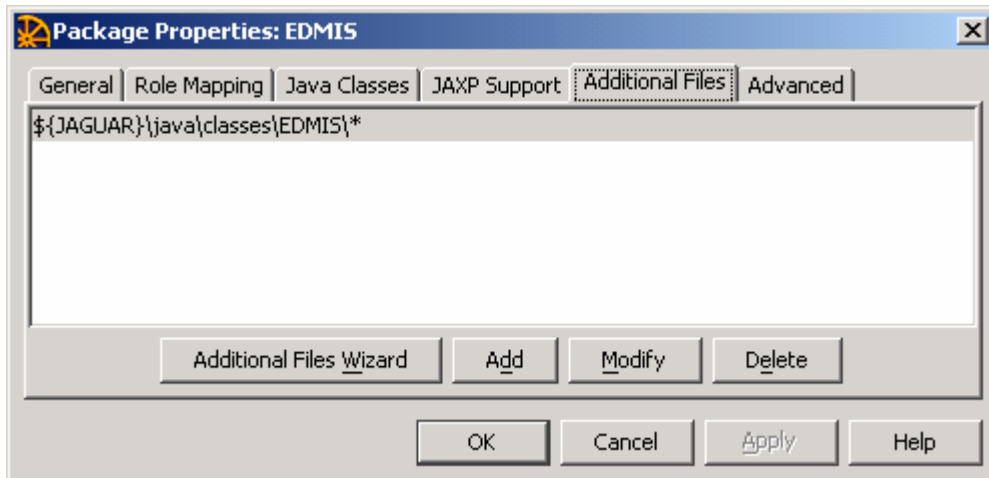 Package Properties: EDMIS
General Role Mapping Java Classes JAXP Support Additional Files Advanced
${JAGUAR}\java\classes\EDMIS\*
Additional Files Wizard Add Modify Delete
OK Cancel Apply Help